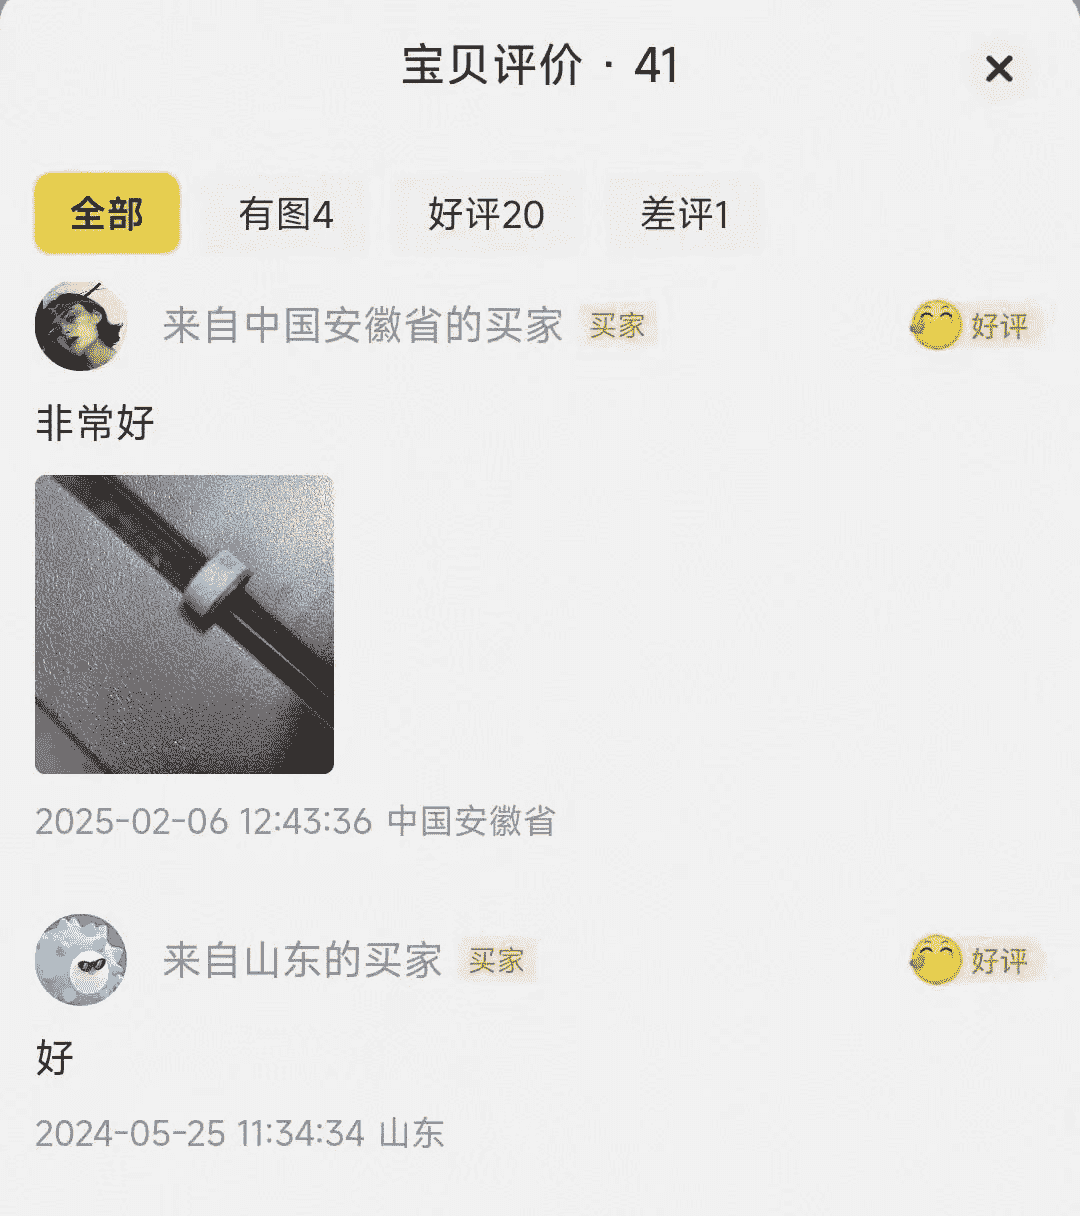 宝贝评价 · 41
全部 有图4 好评20 差评1
来自中国安徽省的买家 买家 好评
非常好
2025-02-06 12:43:36 中国安徽省
来自山东的买家 买家 好评
好
2024-05-25 11:34:34 山东